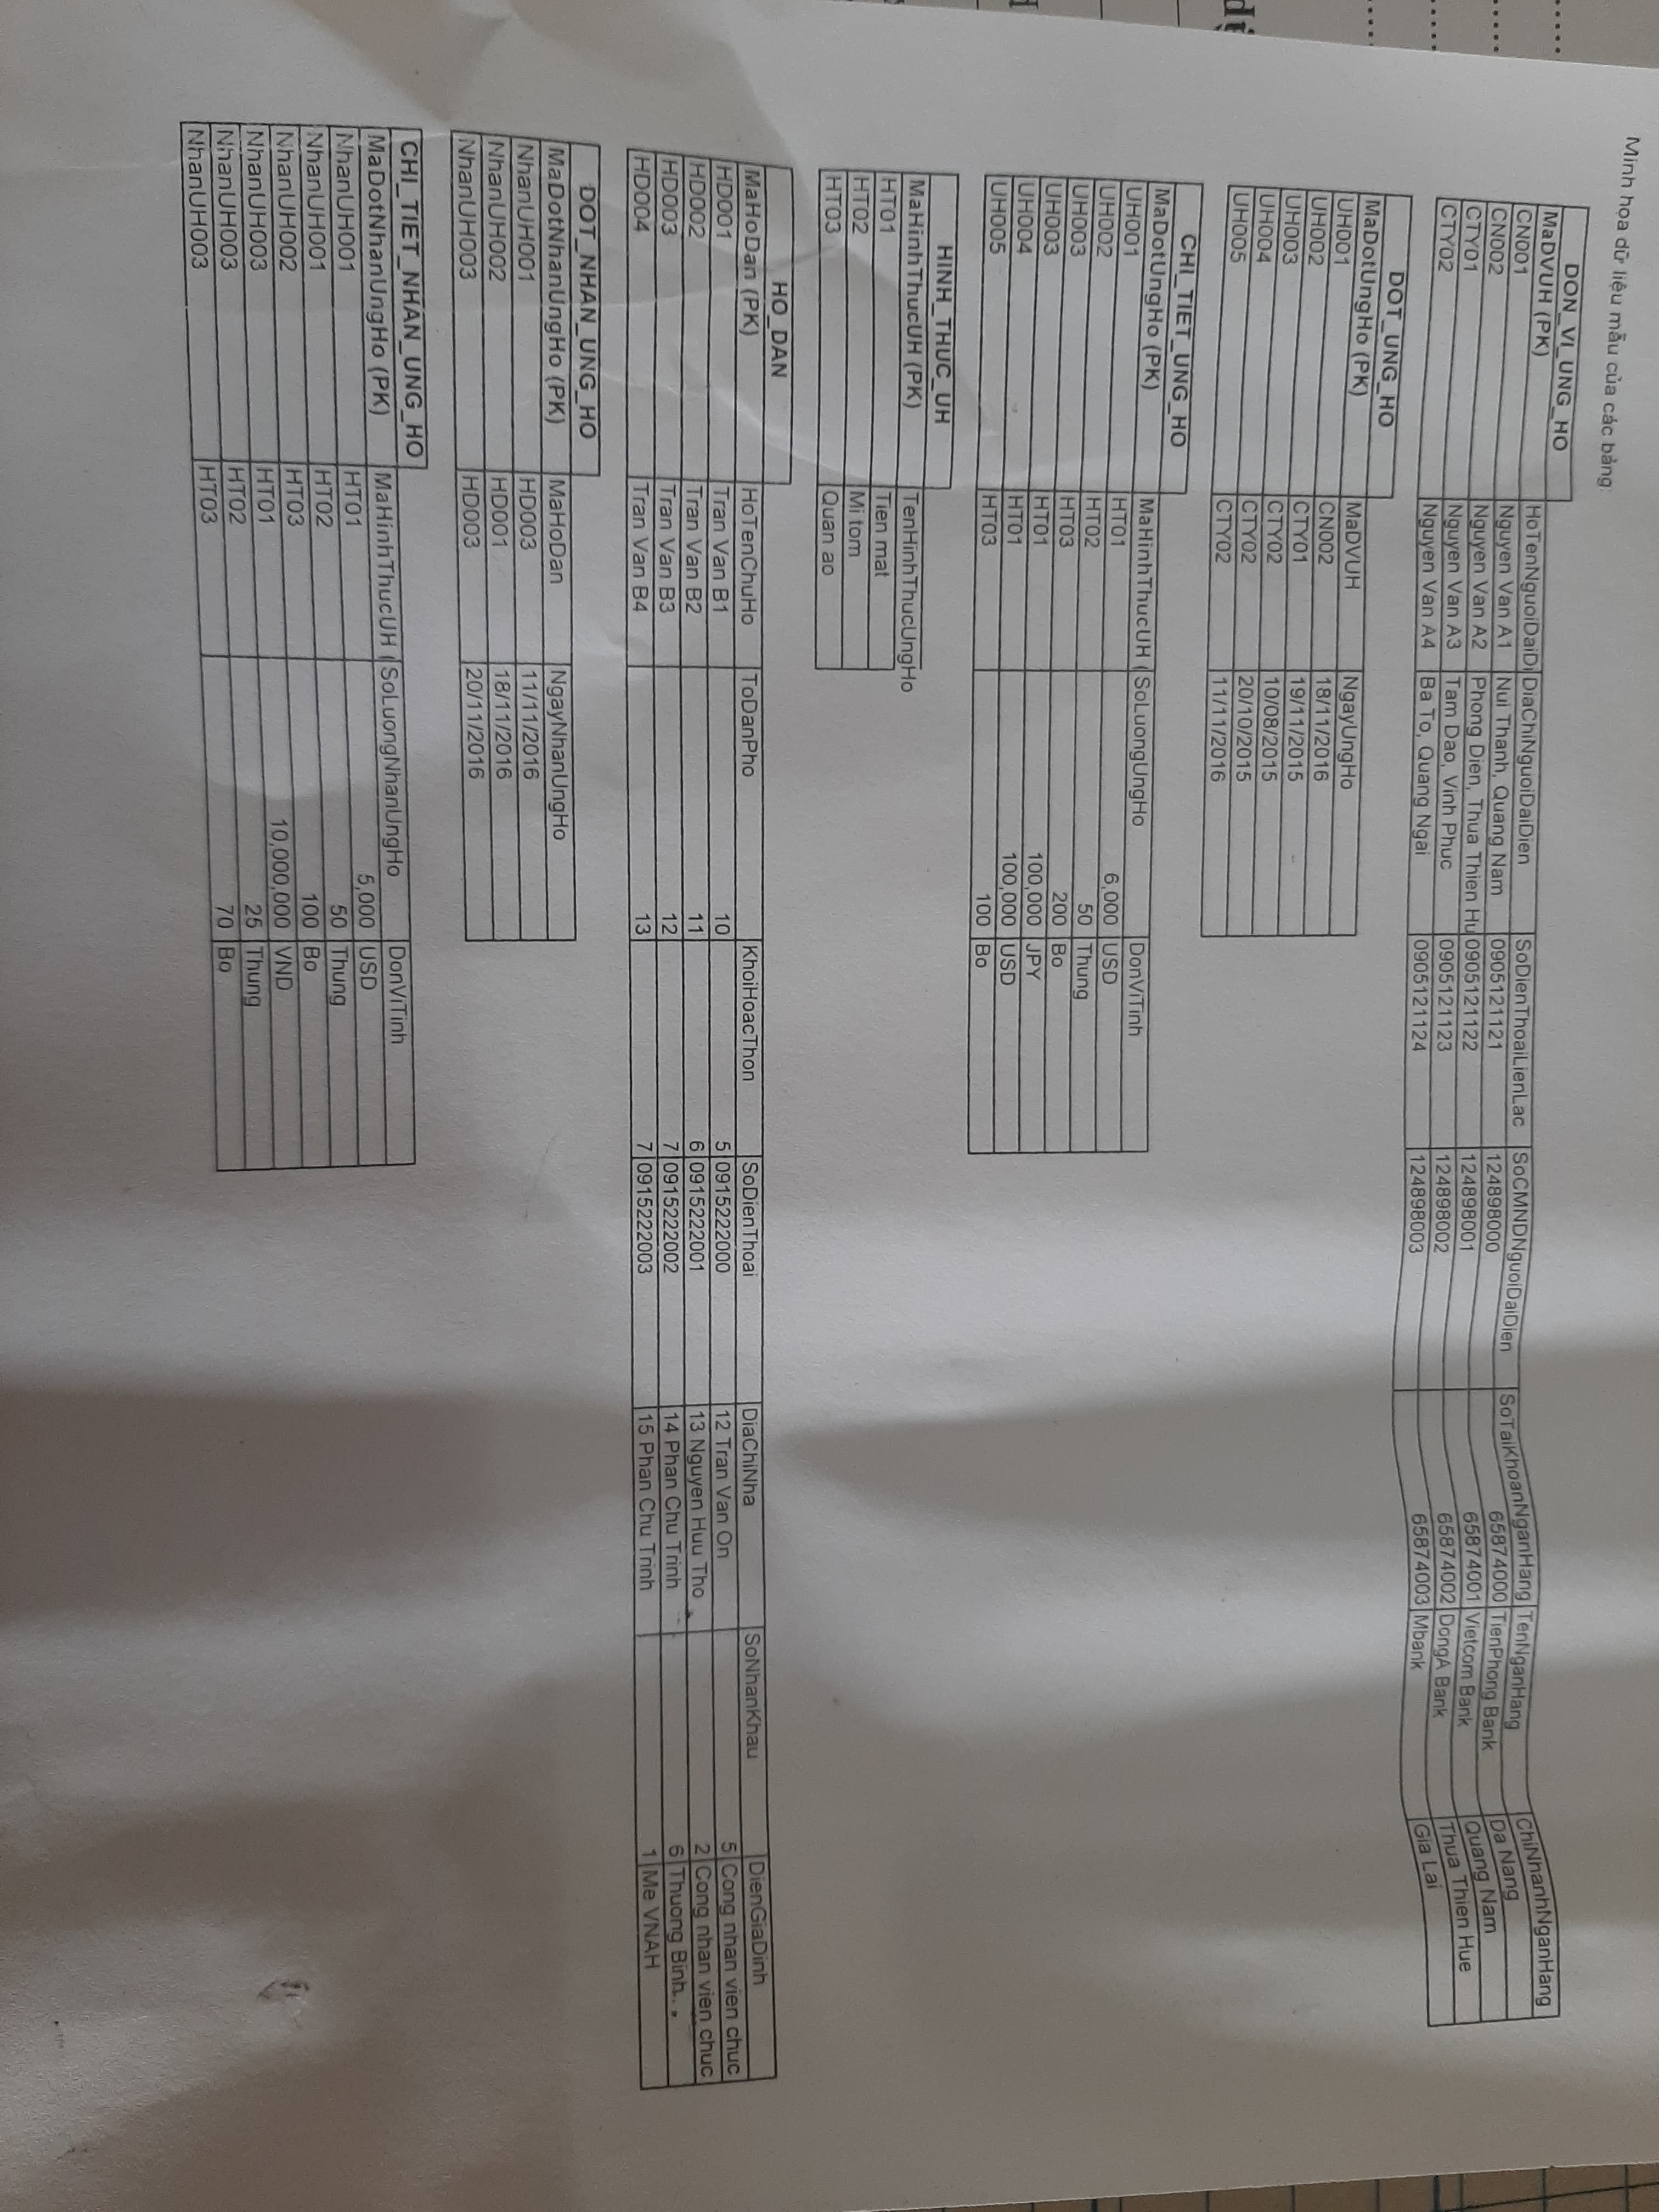 Minh họa dữ liệu mẫu của các bảng:
DON_VI_UNG_HO
MaDVUH (PK) HoTenNguoiDaiDi DiaChiNguoiDaiDien SoDienThoaiLienLac SoCMNDNguoiDaiDien SoTaiKhoanNganHang TenNganHang ChiNhanhNganHang
CN001 Nguyen Van A1 Nui Thanh, Quang Nam 0905121121 124898000 65874000 TienPhong Bank Da Nang
CN002 Nguyen Van A2 Phong Dien, Thua Thien Hu 0905121122 124898001 65874001 Vietcom Bank Quang Nam
CTY01 Nguyen Van A3 Tam Dao, Vinh Phuc 0905121123 124898002 65874002 DongA Bank Thua Thien Hue
CTY02 Nguyen Van A4 Ba To, Quang Ngai 0905121124 124898003 65874003 Mbank Gia Lai
DOT_UNG_HO
MaDotUngHo (PK) MaDVUH NgayUngHo
UH001 CN002 18/11/2016
UH002 CTY01 19/11/2015
UH003 CTY02 10/08/2015
UH004 CTY02 20/10/2015
UH005 CTY02 11/11/2016
CHI_TIET_UNG_HO
MaDotUngHo (PK) MaHinhThucUH ( SoLuongUngHo DonViTinh
UH001 HT01 6,000 USD
UH002 HT02 50 Thung
UH003 HT03 200 Bo
UH003 HT01 100,000 JPY
UH004 HT01 100,000 USD
UH005 HT03 100 Bo
HINH_THUC_UH
MaHinhThucUH (PK) TenHinhThucUngHo
HT01 Tien mat
HT02 Mi tom
HT03 Quan ao
HO_DAN
MaHoDan (PK) HoTenChuHo ToDanPho KhoiHoacThon SoDienThoai DiaChiNha SoNhanKhau DienGiaDinh
HD001 Tran Van B1 10 5 0915222000 12 Tran Van On 5 Cong nhan vien chuc
HD002 Tran Van B2 11 6 0915222001 13 Nguyen Huu Tho 2 Cong nhan vien chuc
HD003 Tran Van B3 12 7 0915222002 14 Phan Chu Trinh 6 Thuong Binh
HD004 Tran Van B4 13 7 0915222003 15 Phan Chu Trinh 1 Me VNAH
DOT_NHAN_UNG_HO
MaDotNhanUngHo (PK) MaHoDan NgayNhanUngHo
NhanUH001 HD003 11/11/2016
NhanUH002 HD001 18/11/2016
NhanUH003 HD003 20/11/2016
CHI_TIET_NHAN_UNG_HO
MaDotNhanUngHo (PK) MaHinhThucUH ( SoLuongNhanUngHo DonViTinh
NhanUH001 HT01 5,000 USD
NhanUH001 HT02 50 Thung
NhanUH002 HT03 100 Bo
NhanUH003 HT01 10,000,000 VND
NhanUH003 HT02 25 Thung
NhanUH003 HT03 70 Bo